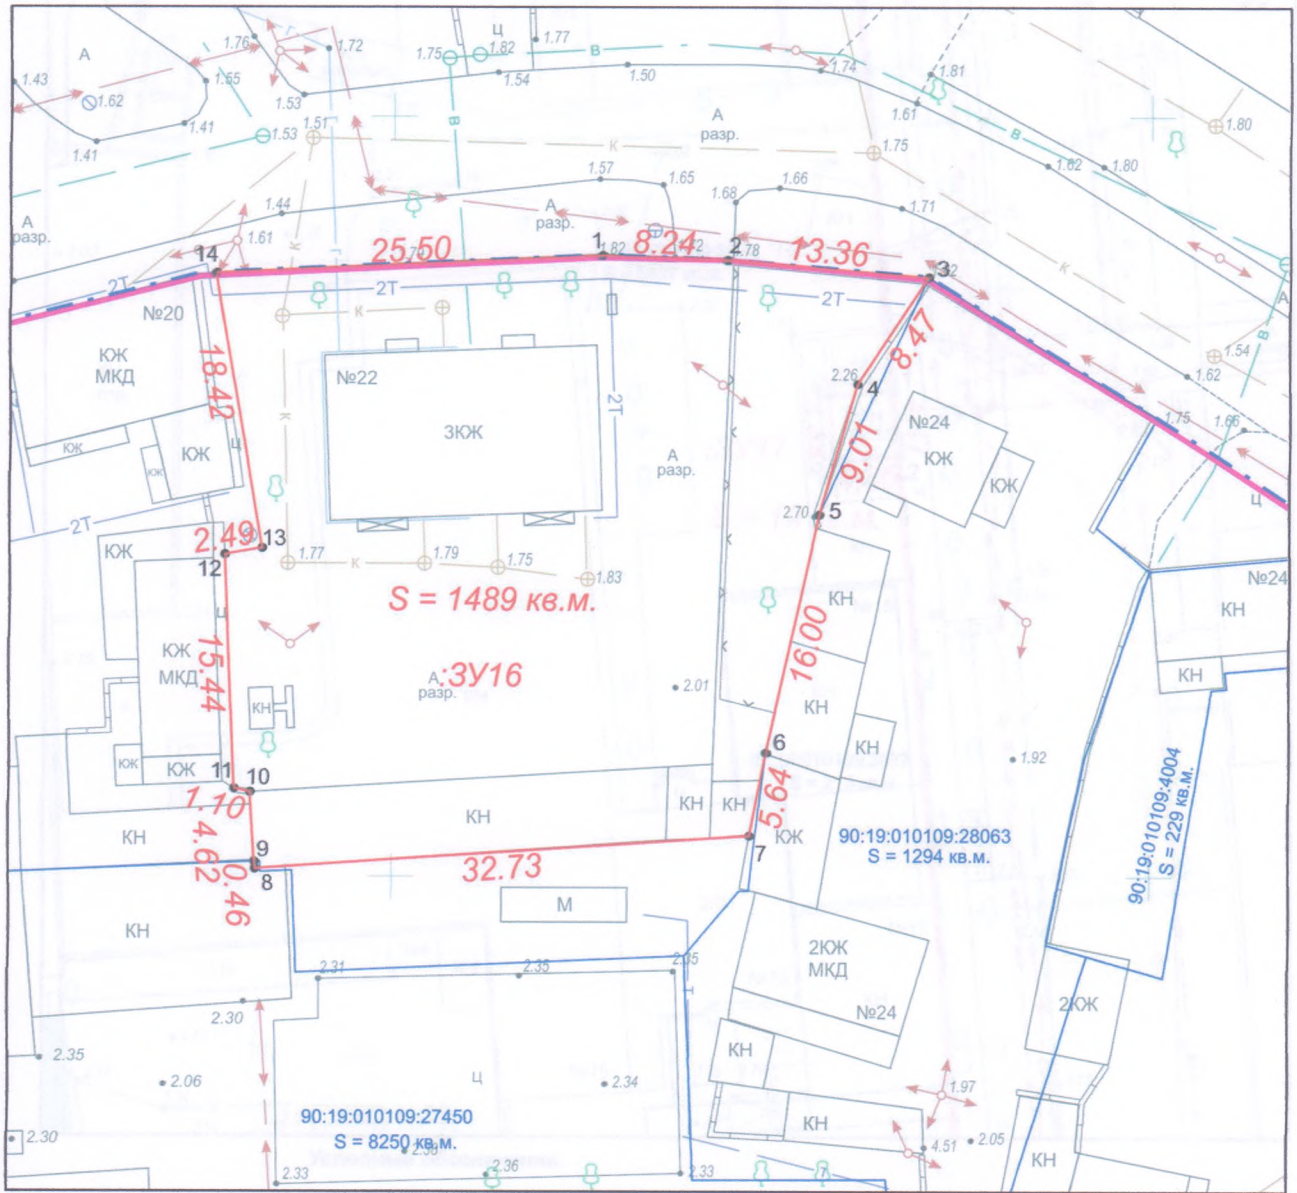 1.76
Ц
1.77
А
1.72
1.75
1.82
В
1.43
1.55
1.54
1.50
1.74
1.81
1.62
1.53
1.41
1.53
1.51
В
А
разр.
1.61
1.80
1.41
К
1.75
В
1.62
1.80
1.57
1.65
1.66
1.68
1.71
1.44
А
разр.
А
разр.
1.61
К
14
25.50
1
1.82
8.24
2
1.78
13.36
3
К
А
2Т
2Т
2Т
№20
К
В
1.54
КЖ
МКД
18.42
№22
8.47
2.26
4
1.62
2Т
К
3КЖ
1.75
1.66
№24
КЖ
9.01
КЖ
КЖ
КЖ
Ц
А
разр.
КЖ
Ц
2Т
2.70
5
КЖ
2.49
13
12
1.77
К
1.79
1.75
1.83
№24
КН
S = 1489 кв.м.
КН
Ц
16.00
КЖ
МКД
15.44
:ЗУ16
А
разр.
2.01
КН
КН
КН
КН
6
1.92
КЖ
КЖ
11
10
1.10
КН
КН
КН
5.64
КН
4.62
КЖ
7
90:19:010109:28063
S = 1294 кв.м.
90:19:010109:4004
S = 229 кв.м.
9
8
0.46
32.73
М
КН
2КЖ
МКД
№24
2.31
2.35
2.35
Т
2.30
2КЖ
2.35
КН
2.06
Ц
2.34
1.97
90:19:010109:27450
S = 8250 кв.м.
КН
2.30
4.51
2.05
КН
2.33
2.36
2.33